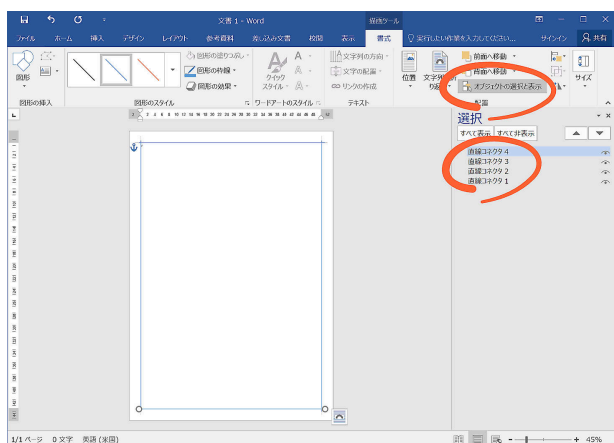 文書 1 - Word
描画ツール
ファイル ホーム 挿入 デザイン レイアウト 参考資料 差し込み文書 校閲 表示 書式 実行したい作業を入力してください... サインイン 共有
図形
図形の塗りつぶし
図形の枠線
図形の効果
クイック
スタイル
文字列の方向
文字の配置
リンクの作成
位置
文字列の
前面へ移動
背面へ移動
オブジェクトの選択と表示
サイズ
図形の挿入 図形のスタイル ワードアートのスタイル テキスト 配置
選択
すべて表示 すべて非表示
直線コネクタ 4
直線コネクタ 3
直線コネクタ 2
直線コネクタ 1
1/1 ページ 0 文字 英語 (米国) 45%